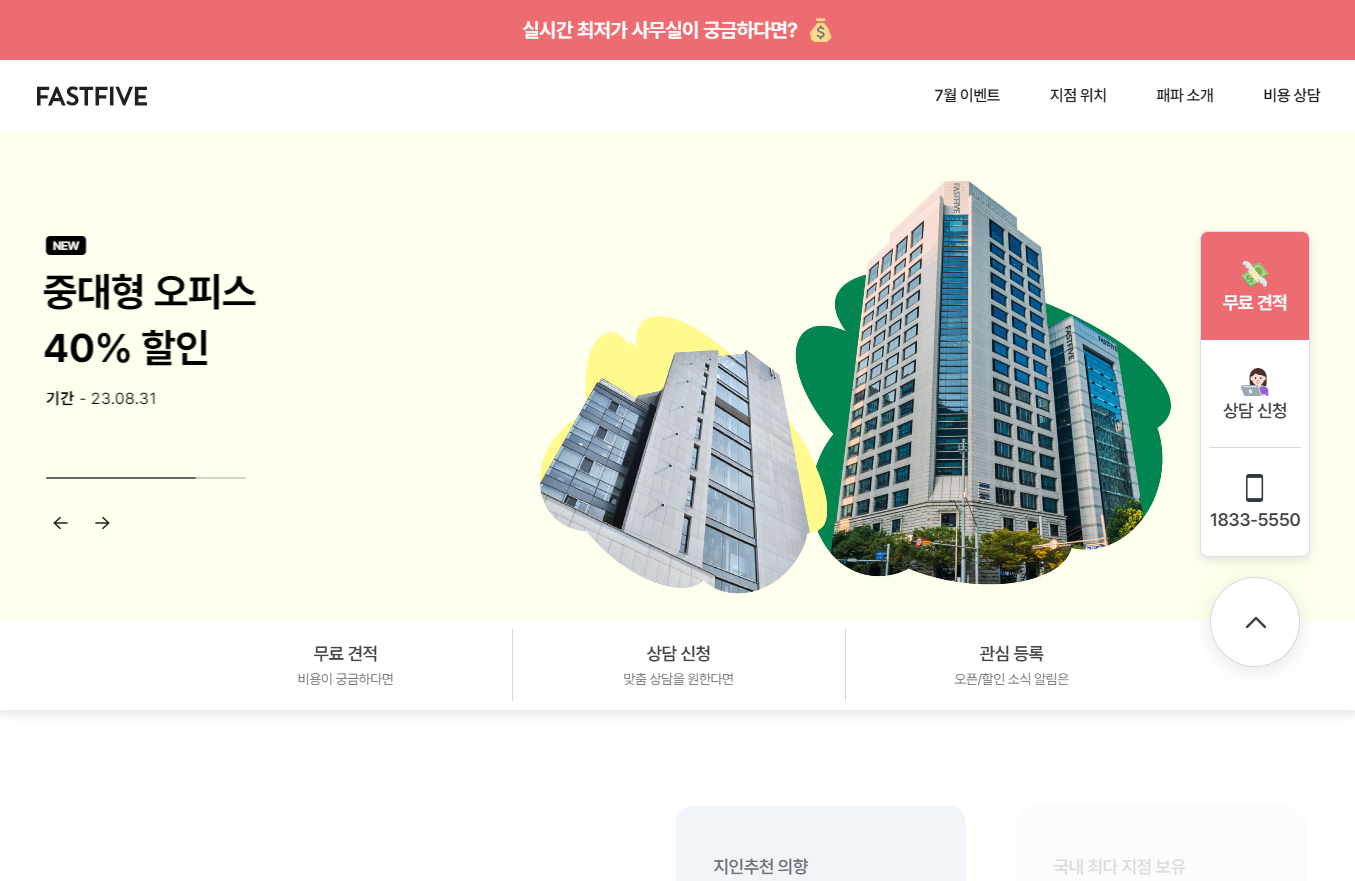 실시간 최저가 사무실이 궁금하다면?
FASTFIVE
7월 이벤트
지점 위치
패파 소개
비용 상담
NEW
중대형 오피스
40% 할인
기간 - 23.08.31
FASTFIVE
FASTFIVE
FASTFIVE
무료 견적
상담 신청
1833-5550
무료 견적
비용이 궁금하다면
상담 신청
맞춤 상담을 원한다면
관심 등록
오픈/할인 소식 알림은
지인추천 의향
국내 최다 지점 보유